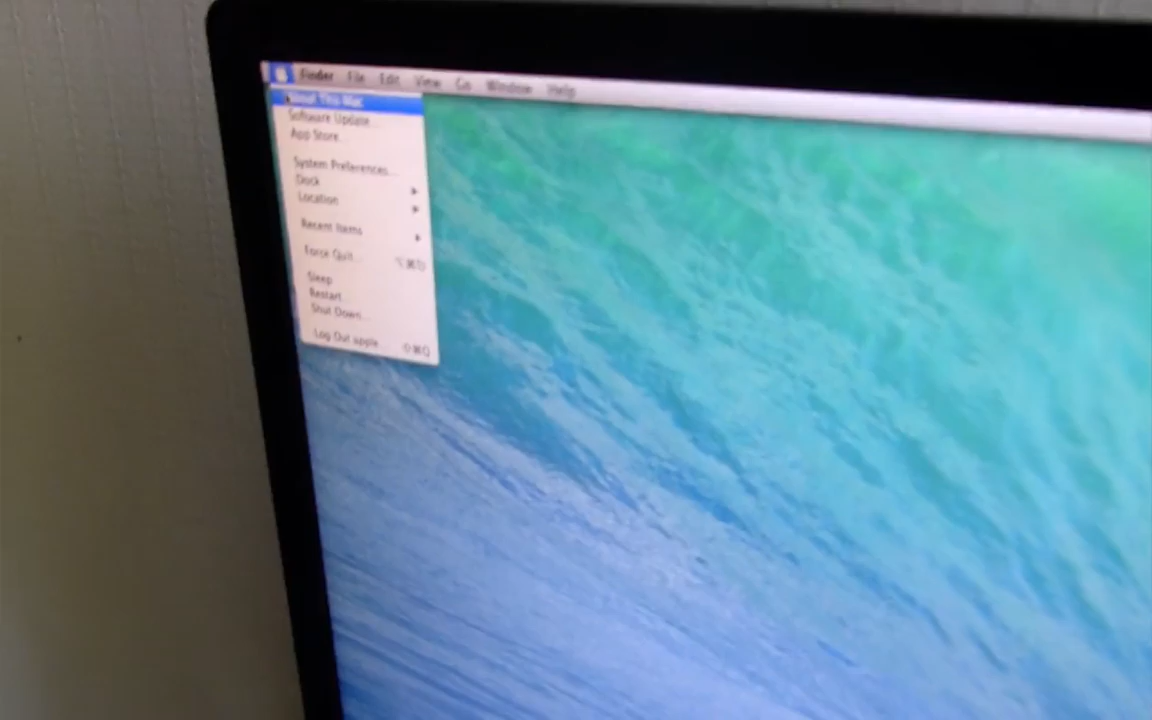 Finder File Edit View Go Window Help
About This Mac
Software Update...
App Store...
System Preferences...
Dock
Location
Recent Items
Force Quit... ⌥⌘⎋
Sleep
Restart...
Shut Down...
Log Out apple... ⇧⌘Q